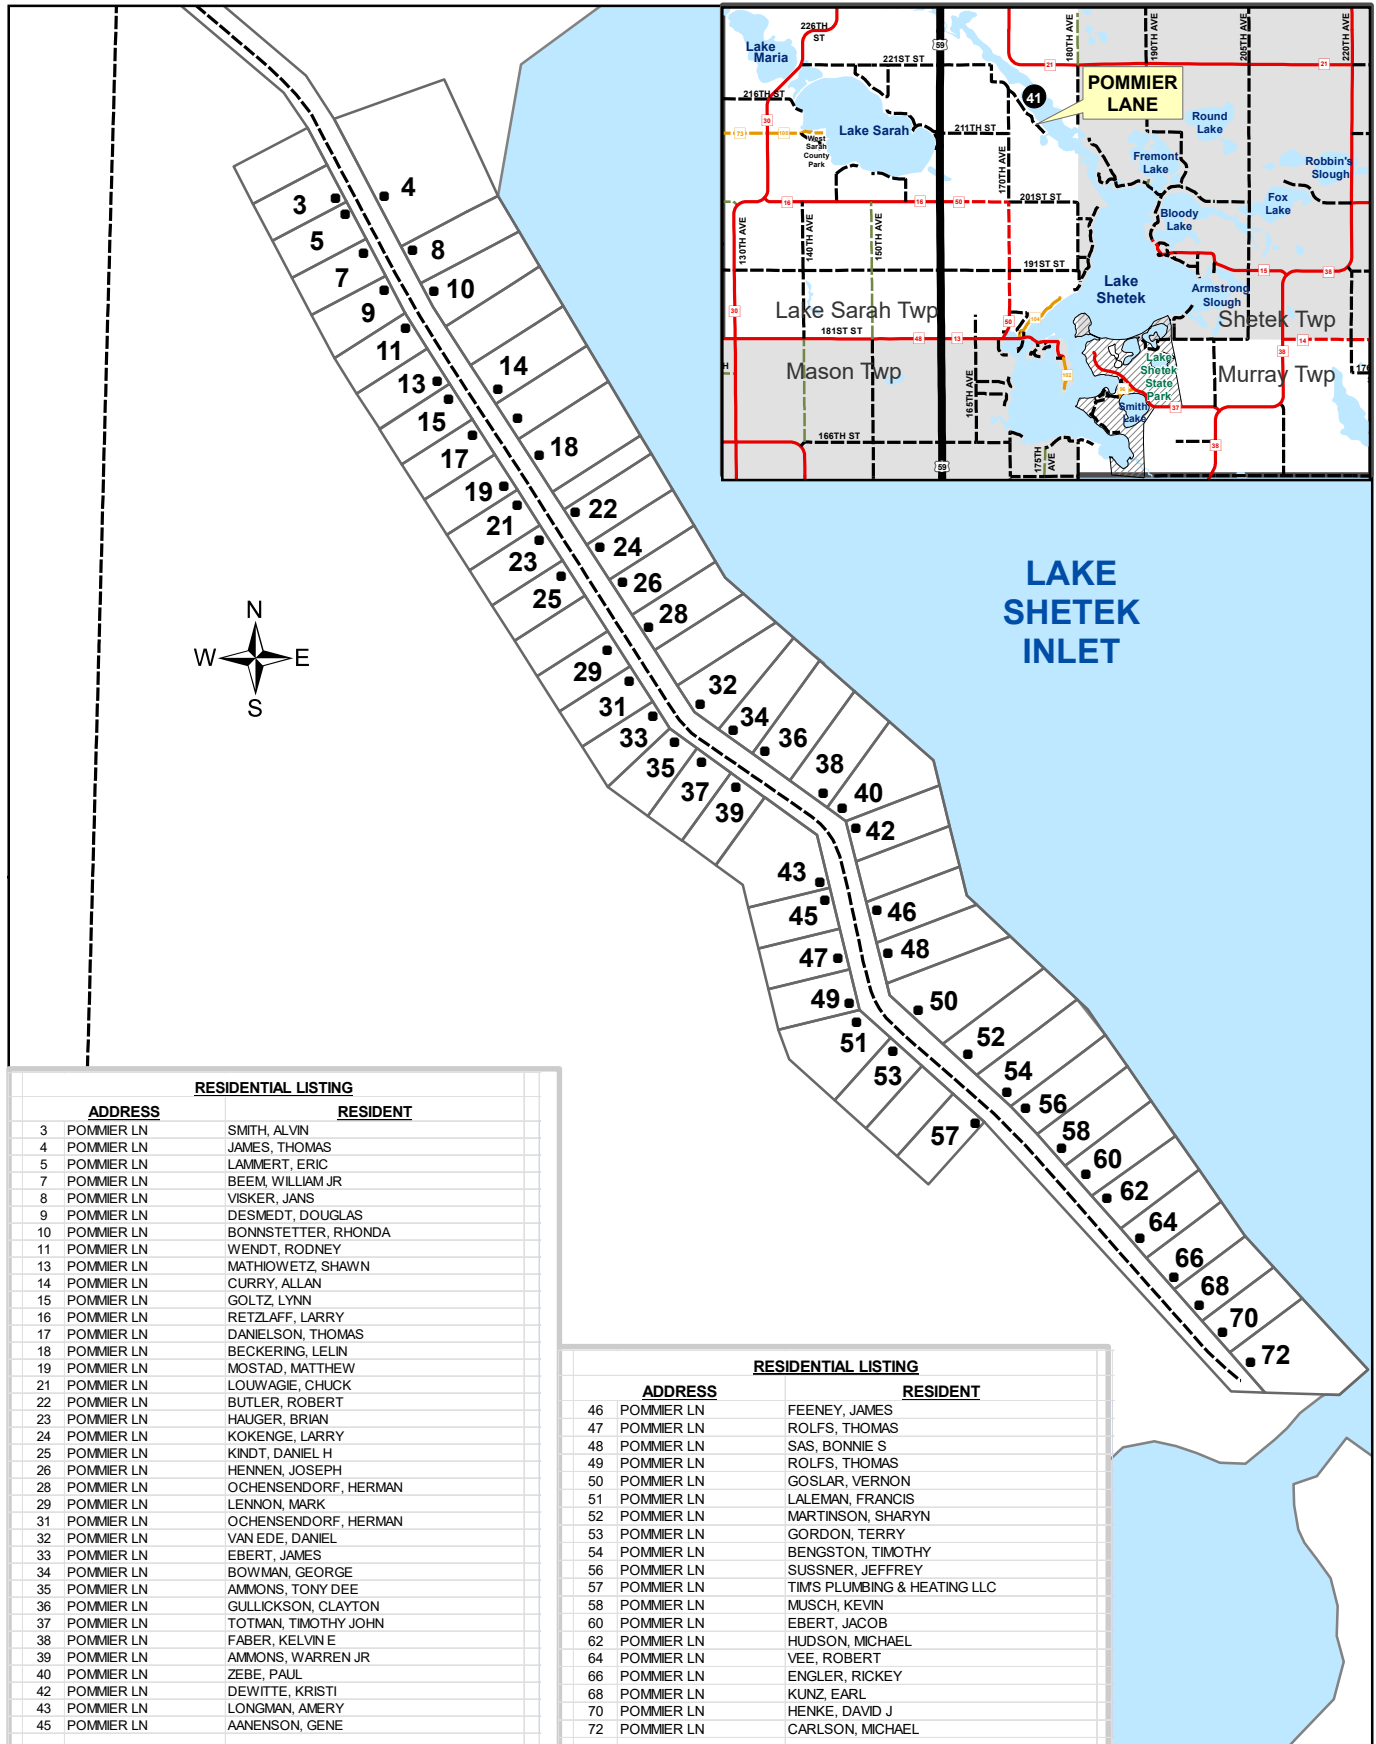 226TH
ST
Lake
Maria
221ST ST
216TH ST
Lake Sarah
West
Sarah
County
Park
211TH ST
59
41
POMMIER
LANE
180TH AVE
190TH AVE
205TH AVE
220TH AVE
21
21
Round
Lake
Fremont
Lake
Robbin's
Slough
Fox
Lake
Bloody
Lake
30
73
170TH AVE
201ST ST
16
16
50
130TH AVE
140TH AVE
150TH AVE
191ST ST
Lake
Shetek
Armstrong
Slough
15
38
30
Lake Sarah Twp
Shetek Twp
181ST ST
48
13
50
14
38
Mason Twp
Murray Twp
Lake
Shetek
State
Park
Smith
Lake
37
165TH AVE
166TH ST
175TH
AVE
38
59
LAKE
SHETEK
INLET
N
W E
S
3
4
5
8
7
10
9
11
14
13
15
18
17
19
22
21
24
23
26
25
28
29
32
31
34
33
36
35
38
37
40
39
42
43
45
46
47
48
49
50
51
52
53
54
56
57
58
60
62
64
66
68
70
72
RESIDENTIAL LISTING
ADDRESS RESIDENT
3 POMMIER LN SMITH, ALVIN
4 POMMIER LN JAMES, THOMAS
5 POMMIER LN LAMMERT, ERIC
7 POMMIER LN BEEM, WILLIAM JR
8 POMMIER LN VISKER, JANS
9 POMMIER LN DESMEDT, DOUGLAS
10 POMMIER LN BONNSTETTER, RHONDA
11 POMMIER LN WENDT, RODNEY
13 POMMIER LN MATHIOWETZ, SHAWN
14 POMMIER LN CURRY, ALLAN
15 POMMIER LN GOLTZ, LYNN
16 POMMIER LN RETZLAFF, LARRY
17 POMMIER LN DANIELSON, THOMAS
18 POMMIER LN BECKERING, LELIN
19 POMMIER LN MOSTAD, MATTHEW
21 POMMIER LN LOUWAGIE, CHUCK
22 POMMIER LN BUTLER, ROBERT
23 POMMIER LN HAUGER, BRIAN
24 POMMIER LN KOKENGE, LARRY
25 POMMIER LN KINDT, DANIEL H
26 POMMIER LN HENNEN, JOSEPH
28 POMMIER LN OCHENSENDORF, HERMAN
29 POMMIER LN LENNON, MARK
31 POMMIER LN OCHENSENDORF, HERMAN
32 POMMIER LN VAN EDE, DANIEL
33 POMMIER LN EBERT, JAMES
34 POMMIER LN BOWMAN, GEORGE
35 POMMIER LN AMMONS, TONY DEE
36 POMMIER LN GULLICKSON, CLAYTON
37 POMMIER LN TOTMAN, TIMOTHY JOHN
38 POMMIER LN FABER, KELVIN E
39 POMMIER LN AMMONS, WARREN JR
40 POMMIER LN ZEBE, PAUL
42 POMMIER LN DEWITTE, KRISTI
43 POMMIER LN LONGMAN, AMERY
45 POMMIER LN AANENSON, GENE
RESIDENTIAL LISTING
ADDRESS RESIDENT
46 POMMIER LN FEENEY, JAMES
47 POMMIER LN ROLFS, THOMAS
48 POMMIER LN SAS, BONNIE S
49 POMMIER LN ROLFS, THOMAS
50 POMMIER LN GOSLAR, VERNON
51 POMMIER LN LALEMAN, FRANCIS
52 POMMIER LN MARTINSON, SHARYN
53 POMMIER LN GORDON, TERRY
54 POMMIER LN BENGSTON, TIMOTHY
56 POMMIER LN SUSSNER, JEFFREY
57 POMMIER LN TIM'S PLUMBING & HEATING LLC
58 POMMIER LN MUSCH, KEVIN
60 POMMIER LN EBERT, JACOB
62 POMMIER LN HUDSON, MICHAEL
64 POMMIER LN VEE, ROBERT
66 POMMIER LN ENGLER, RICKEY
68 POMMIER LN KUNZ, EARL
70 POMMIER LN HENKE, DAVID J
72 POMMIER LN CARLSON, MICHAEL